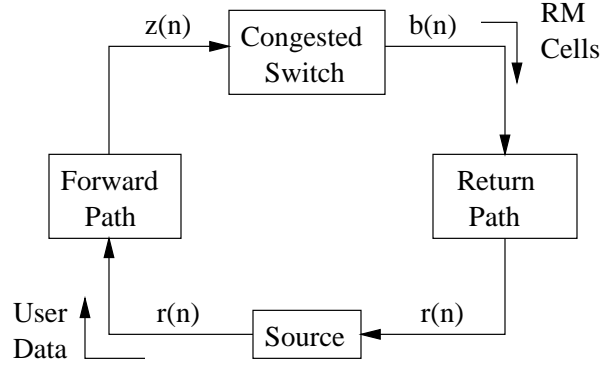 z(n)
Congested
Switch
b(n)
RM
Cells
Forward
Path
Return
Path
User
Data
r(n)
Source
r(n)